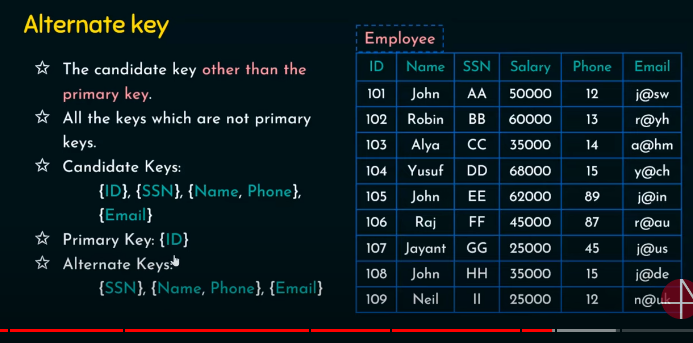 Alternate key
☆ The candidate key other than the
primary key.
☆ All the keys which are not primary
keys.
☆ Candidate Keys:
{ID}, {SSN}, {Name, Phone},
{Email}
☆ Primary Key: {ID}
☆ Alternate Keys:
{SSN}, {Name, Phone}, {Email}
Employee
ID Name SSN Salary Phone Email
101 John AA 50000 12 j@sw
102 Robin BB 60000 13 r@yh
103 Alya CC 35000 14 a@hm
104 Yusuf DD 68000 15 y@ch
105 John EE 62000 89 j@in
106 Raj FF 45000 87 r@au
107 Jayant GG 25000 45 j@us
108 John HH 35000 15 j@de
109 Neil II 25000 12 n@uk